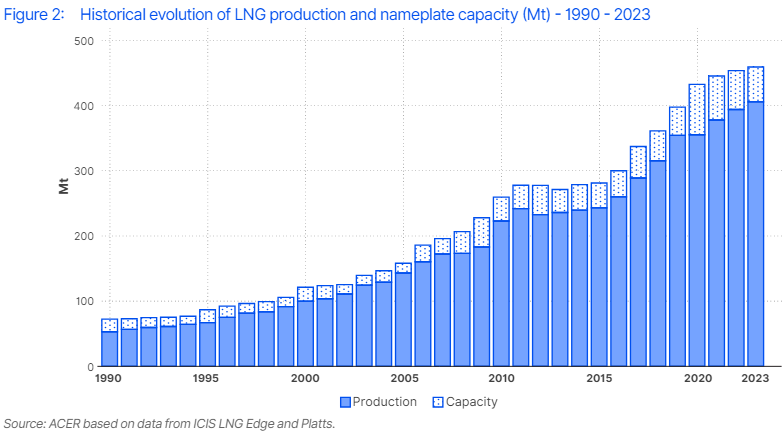 Figure 2: Historical evolution of LNG production and nameplate capacity (Mt) - 1990 - 2023
500
400
300
200
100
0
Mt
1990 1995 2000 2005 2010 2015 2020 2023
Production Capacity
Source: ACER based on data from ICIS LNG Edge and Platts.